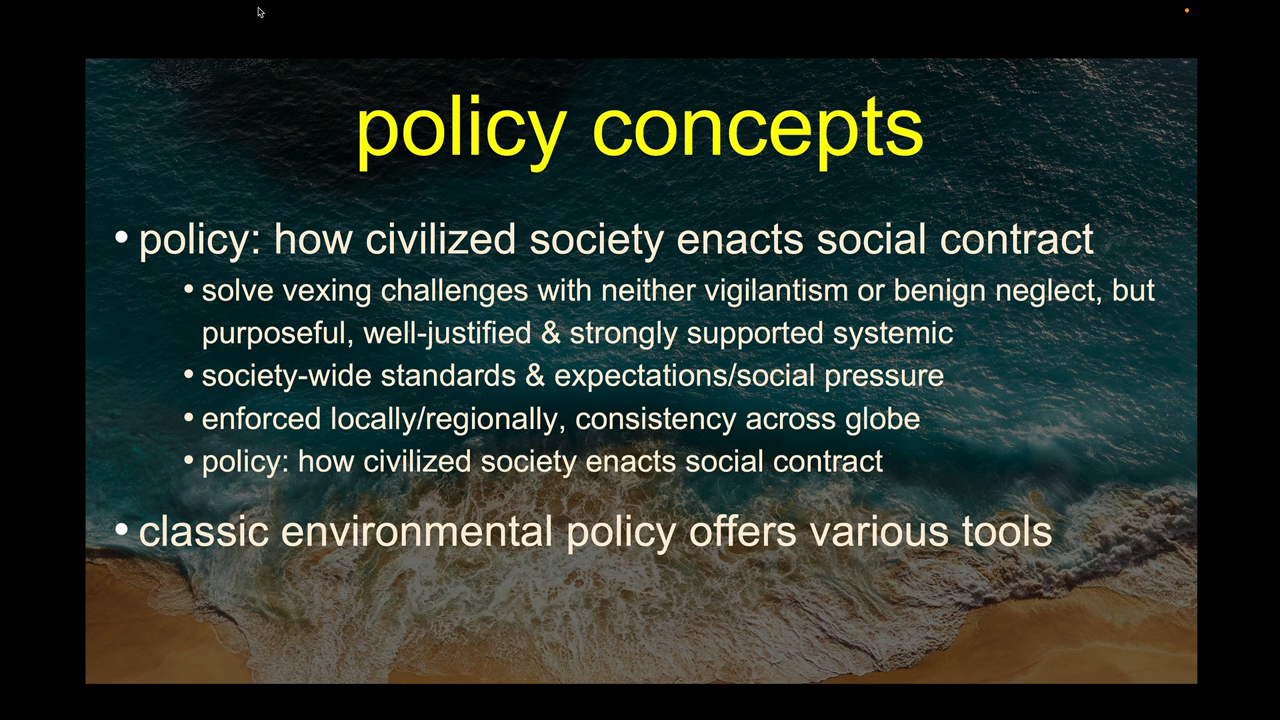 policy concepts
• policy: how civilized society enacts social contract
• solve vexing challenges with neither vigilantism or benign neglect, but
purposeful, well-justified & strongly supported systemic
• society-wide standards & expectations/social pressure
• enforced locally/regionally, consistency across globe
• policy: how civilized society enacts social contract
• classic environmental policy offers various tools